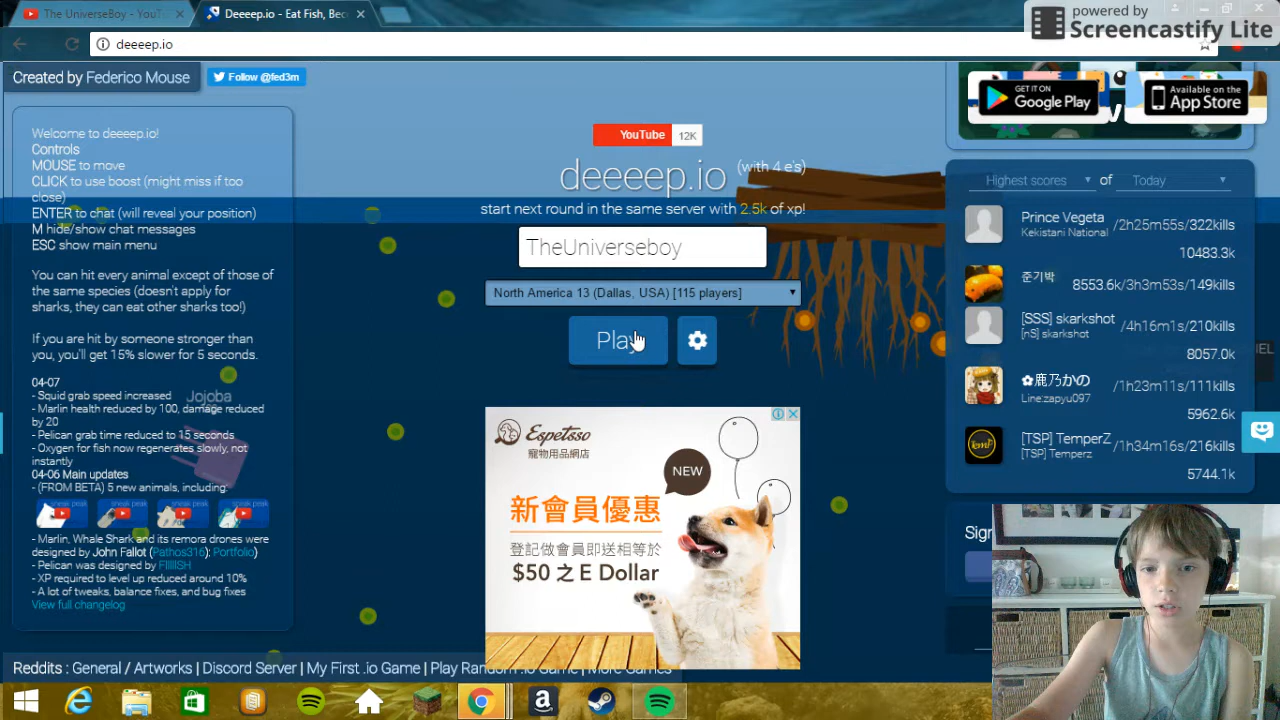 The UniverseBoy - YouT
Deeeep.io - Eat Fish, Bec
powered by
Screencastify Lite
deeeep.io
Created by Federico Mouse
Follow @fed3m
GET IT ON
Google Play
Available on the
App Store
Welcome to deeeep.io!
Controls
MOUSE to move
CLICK to use boost (might miss if too
close)
ENTER to chat (will reveal your position)
M hide/show chat messages
ESC show main menu
You can hit every animal except of those of
the same species (doesn't apply for
sharks, they can eat other sharks too!)
If you are hit by someone stronger than
you, you'll get 15% slower for 5 seconds.
04-07
- Squid grab speed increased
- Marlin health reduced by 100, damage reduced
by 20
- Pelican grab time reduced to 15 seconds
- Oxygen for fish now regenerates slowly, not
instantly
04-06 Main updates
- (FROM BETA) 5 new animals, including:
sneak peak
sneak peak
sneak peak
sneak peak
- Marlin, Whale Shark and its remora drones were
designed by John Fallot (Pathos316); Portfolio)
- Pelican was designed by FIIIIISH
- XP required to level up reduced around 10%
- A lot of tweaks, balance fixes, and bug fixes
View full changelog
Jojoba
YouTube 12K
deeeep.io (with 4 e's)
start next round in the same server with 2.5k of xp!
TheUniverseboy
North America 13 (Dallas, USA) [115 players]
Play
Espetsso
寵物用品網店
NEW
新會員優惠
登記做會員即送相等於
$50 之 E Dollar
Highest scores of Today
Prince Vegeta
Kekistani National
/2h25m55s/322kills
10483.3k
준기박
8553.6k/3h3m53s/149kills
[SSS] skarkshot
[nS] skarkshot
/4h16m1s/210kills
8057.0k
✿鹿乃かの
Line:zapyu097
/1h23m11s/111kills
5962.6k
[TSP] TemperZ
[TSP] Temperz
/1h34m16s/216kills
5744.1k
Sign
Reddits : General / Artworks | Discord Server | My First .io Game | Play Random .io Game | More Games